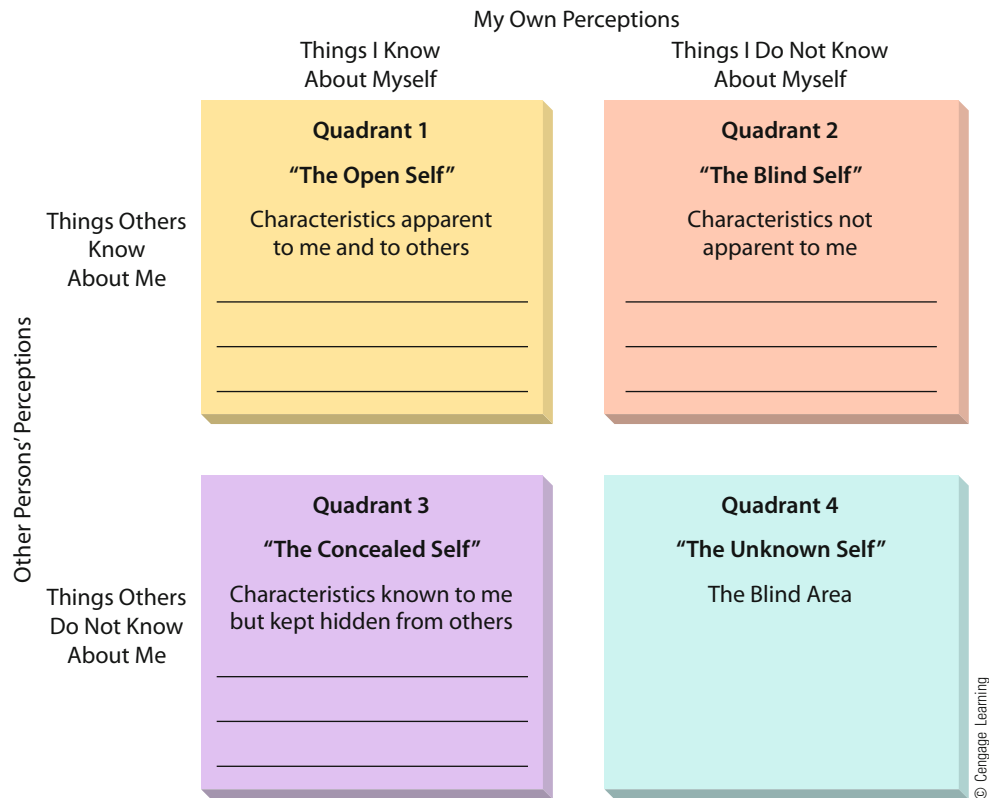 My Own Perceptions
Things I Know
About Myself
Things I Do Not Know
About Myself
Other Persons' Perceptions
Things Others
Know
About Me
Quadrant 1
“The Open Self”
Characteristics apparent
to me and to others
Quadrant 2
“The Blind Self”
Characteristics not
apparent to me
Things Others
Do Not Know
About Me
Quadrant 3
“The Concealed Self”
Characteristics known to me
but kept hidden from others
Quadrant 4
“The Unknown Self”
The Blind Area
© Cengage Learning